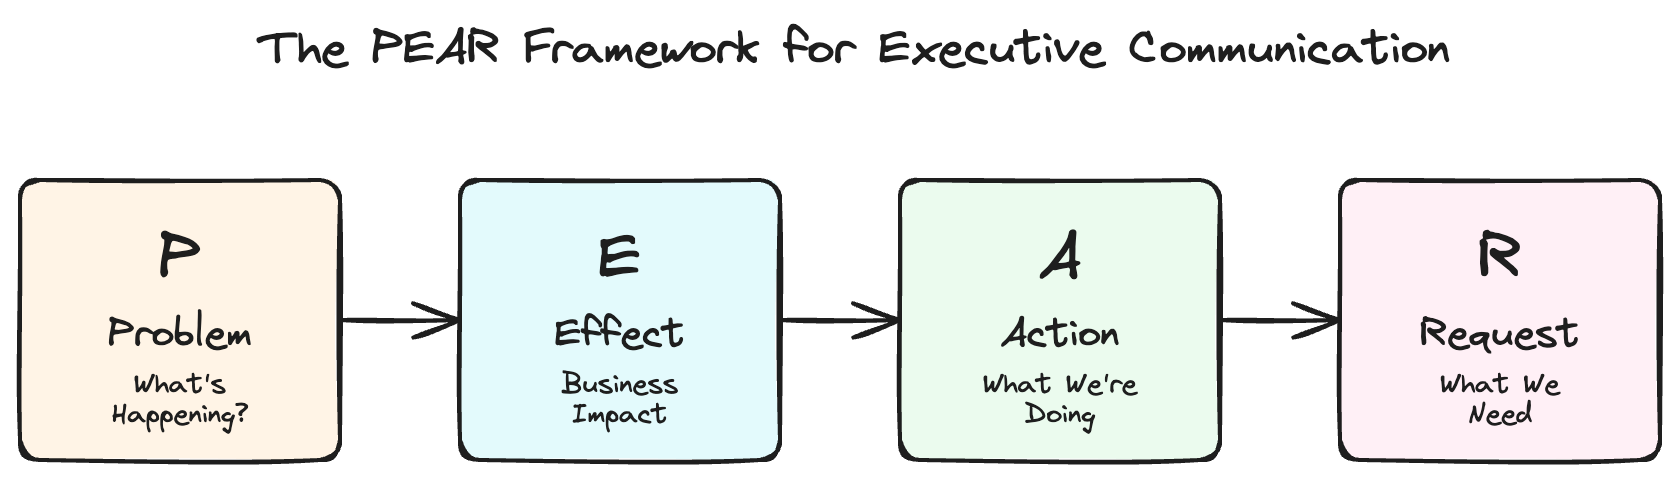 The PEAR Framework for Executive Communication
P
Problem
What's
Happening?
E
Effect
Business
Impact
A
Action
What We're
Doing
R
Request
What We
Need